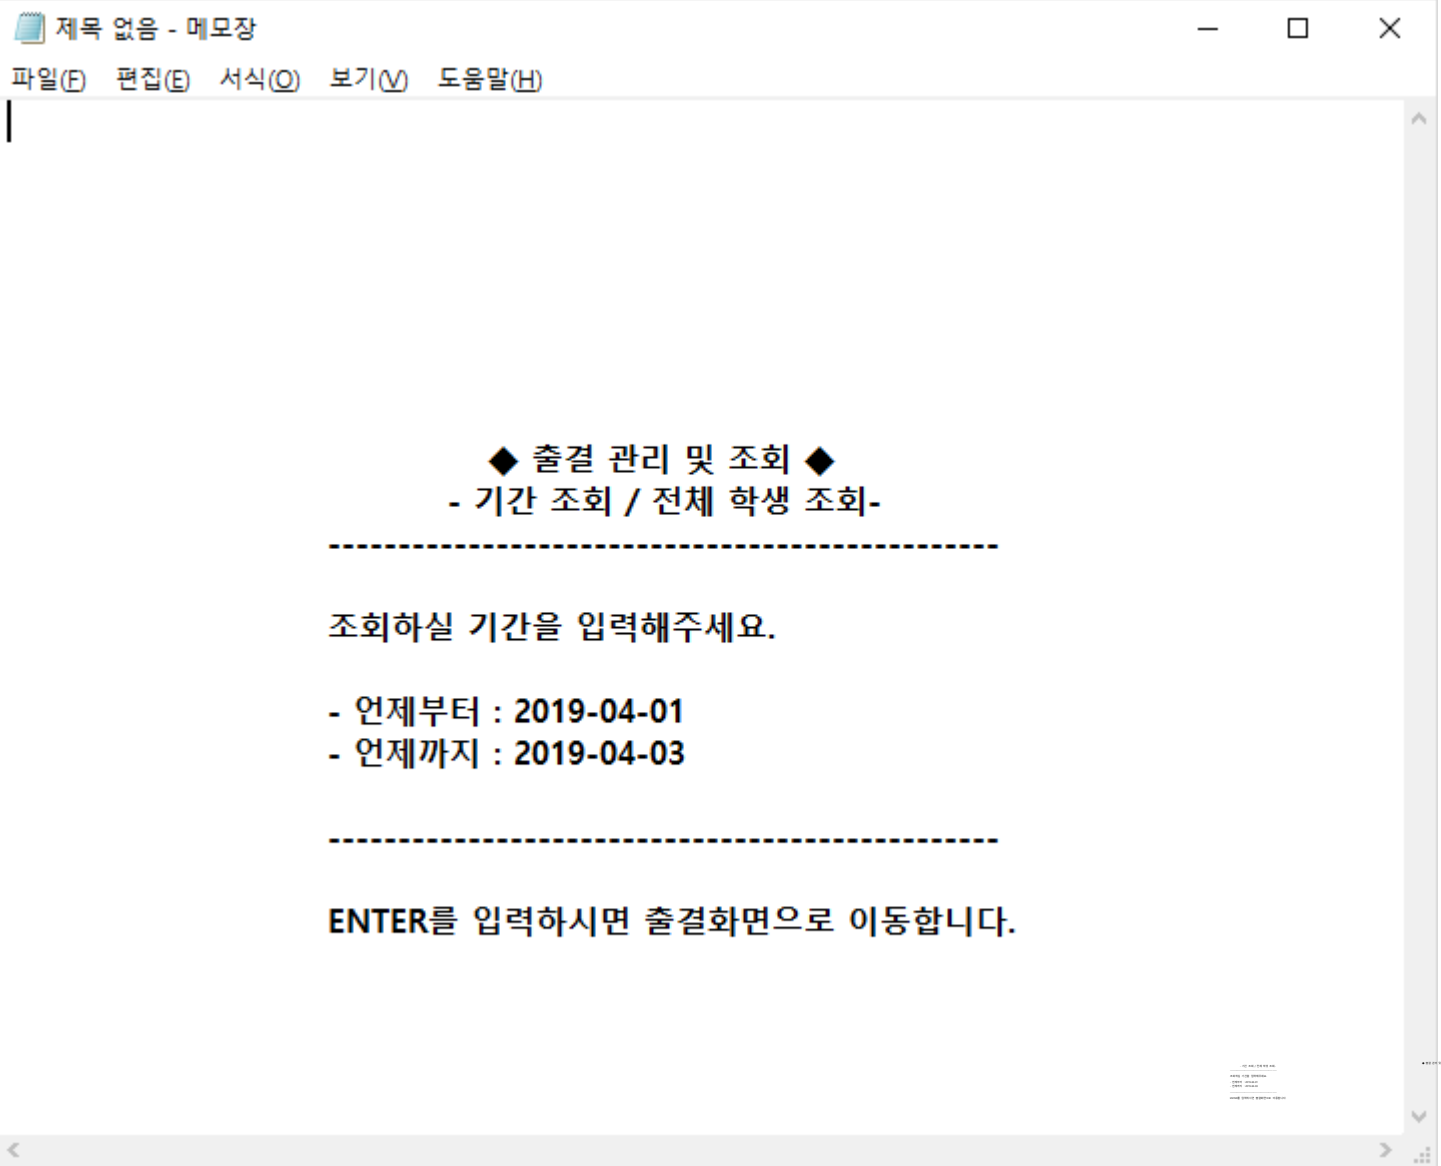 제목 없음 - 메모장
파일(F) 편집(E) 서식(O) 보기(V) 도움말(H)
◆ 출결 관리 및 조회 ◆
- 기간 조회 / 전체 학생 조회-
------------------------------------------------
조회하실 기간을 입력해주세요.
- 언제부터 : 2019-04-01
- 언제까지 : 2019-04-03
------------------------------------------------
ENTER를 입력하시면 출결화면으로 이동합니다.